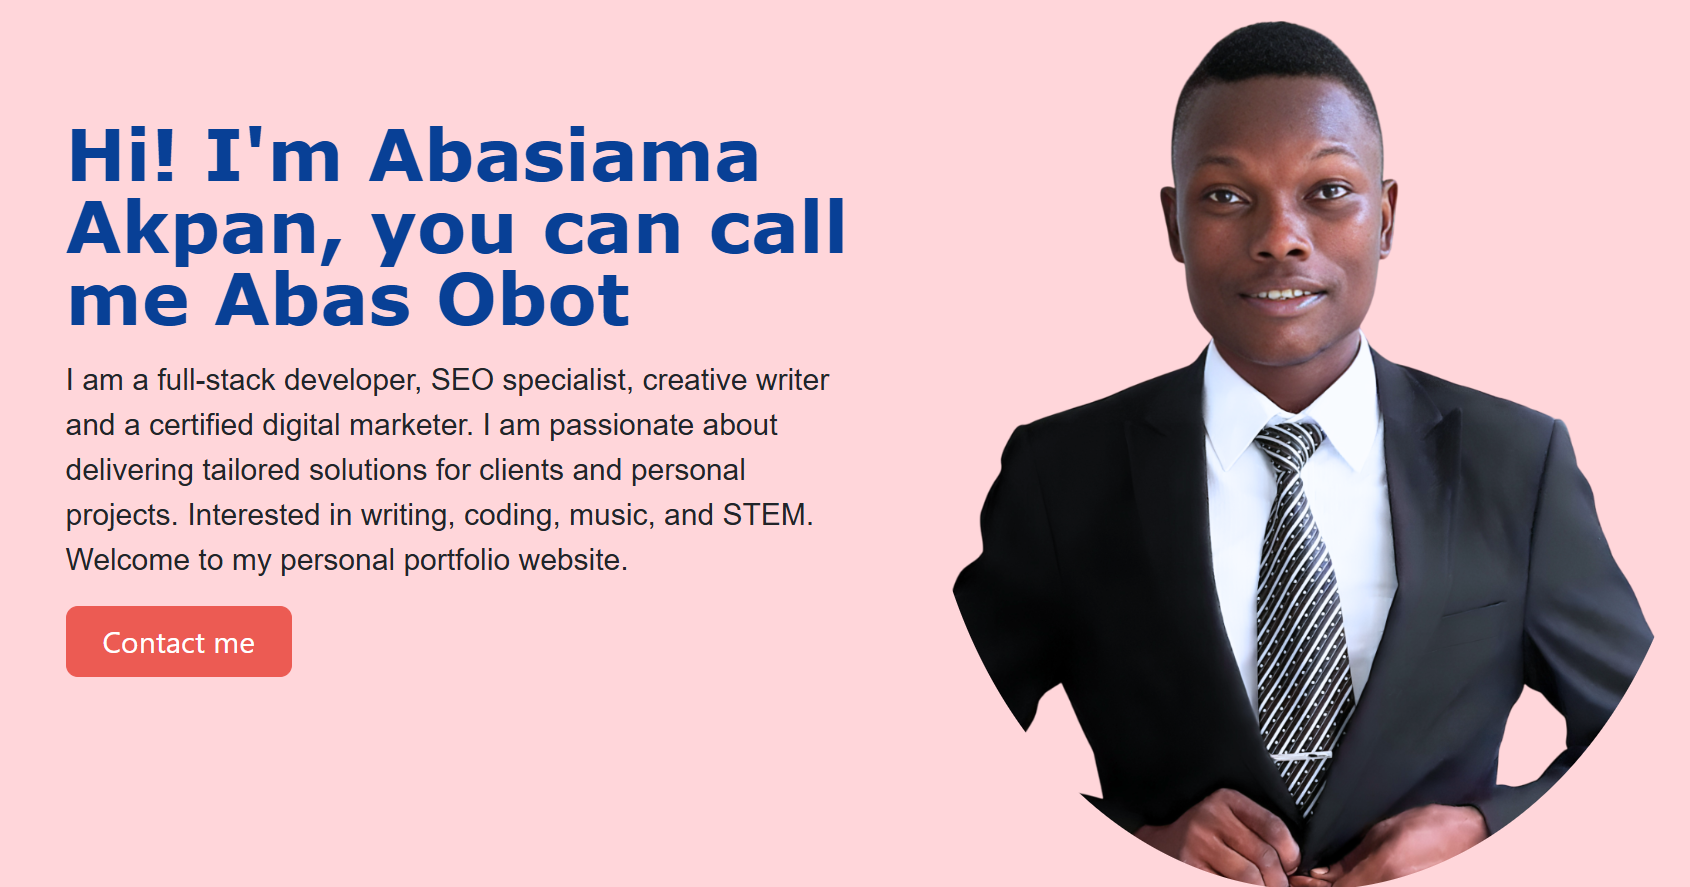 Hi! I'm Abasiama
Akpan, you can call
me Abas Obot
I am a full-stack developer, SEO specialist, creative writer
and a certified digital marketer. I am passionate about
delivering tailored solutions for clients and personal
projects. Interested in writing, coding, music, and STEM.
Welcome to my personal portfolio website.
Contact me